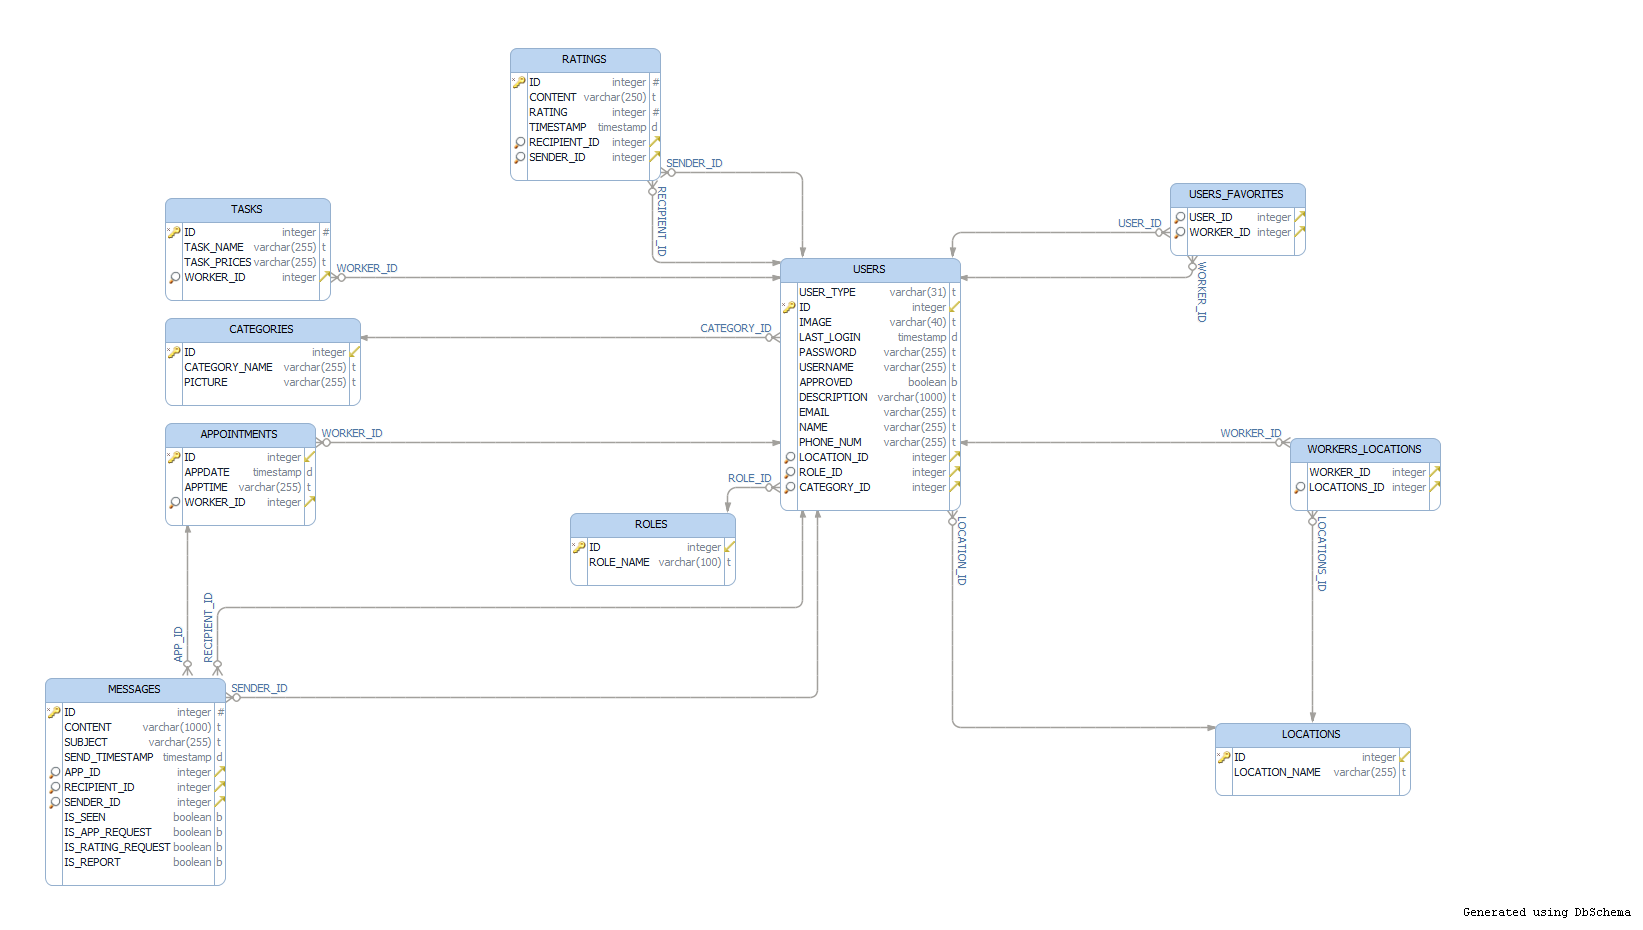 RATINGS
ID integer #
CONTENT varchar(250) t
RATING integer #
TIMESTAMP timestamp d
RECIPIENT_ID integer
SENDER_ID integer
SENDER_ID
RECIPIENT_ID
USERS_FAVORITES
USER_ID integer
WORKER_ID integer
USER_ID
WORKER_ID
TASKS
ID integer #
TASK_NAME varchar(255) t
TASK_PRICES varchar(255) t
WORKER_ID integer
WORKER_ID
USERS
USER_TYPE varchar(31) t
ID integer
IMAGE varchar(40) t
LAST_LOGIN timestamp d
PASSWORD varchar(255) t
USERNAME varchar(255) t
APPROVED boolean b
DESCRIPTION varchar(1000) t
EMAIL varchar(255) t
NAME varchar(255) t
PHONE_NUM varchar(255) t
LOCATION_ID integer
ROLE_ID integer
CATEGORY_ID integer
CATEGORY_ID
ROLE_ID
LOCATION_ID
CATEGORIES
ID integer
CATEGORY_NAME varchar(255) t
PICTURE varchar(255) t
APPOINTMENTS
ID integer
APPDATE timestamp d
APPTIME varchar(255) t
WORKER_ID integer
WORKER_ID
WORKERS_LOCATIONS
WORKER_ID integer
LOCATIONS_ID integer
WORKER_ID
LOCATIONS_ID
ROLES
ID integer
ROLE_NAME varchar(100) t
APP_ID
RECIPIENT_ID
SENDER_ID
MESSAGES
ID integer #
CONTENT varchar(1000) t
SUBJECT varchar(255) t
SEND_TIMESTAMP timestamp d
APP_ID integer
RECIPIENT_ID integer
SENDER_ID integer
IS_SEEN boolean b
IS_APP_REQUEST boolean b
IS_RATING_REQUEST boolean b
IS_REPORT boolean b
LOCATIONS
ID integer
LOCATION_NAME varchar(255) t
Generated using DbSchema